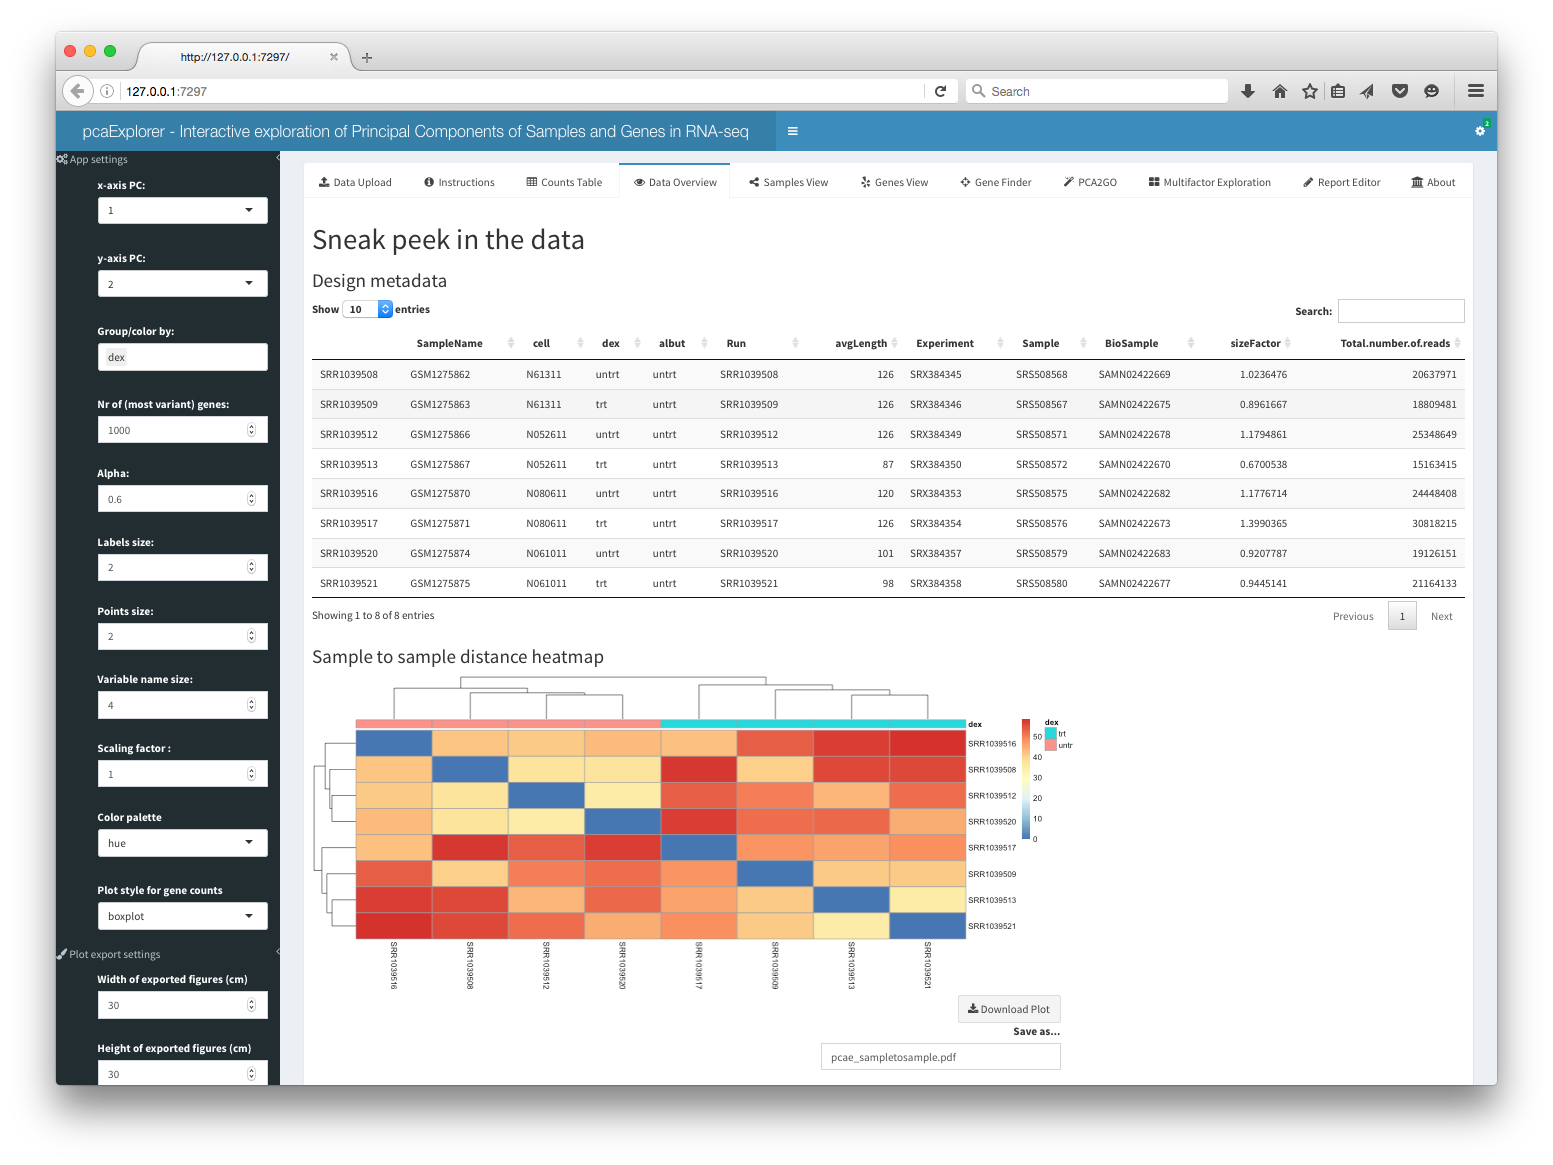 http://127.0.0.1:7297/
127.0.0.1:7297
Search
pcaExplorer - Interactive exploration of Principal Components of Samples and Genes in RNA-seq
2
App settings
x-axis PC:
1
y-axis PC:
2
Group/color by:
dex
Nr of (most variant) genes:
1000
Alpha:
0.6
Labels size:
2
Points size:
2
Variable name size:
4
Scaling factor :
1
Color palette
hue
Plot style for gene counts
boxplot
Plot export settings
Width of exported figures (cm)
30
Height of exported figures (cm)
30
Data Upload Instructions Counts Table Data Overview Samples View Genes View Gene Finder PCA2GO Multifactor Exploration Report Editor About
Sneak peek in the data
Design metadata
Show 10 entries Search:
SampleName cell dex albut Run avgLength Experiment Sample BioSample sizeFactor Total.number.of.reads
SRR1039508 GSM1275862 N61311 untrt untrt SRR1039508 126 SRX384345 SRS508568 SAMN02422669 1.0236476 20637971
SRR1039509 GSM1275863 N61311 trt untrt SRR1039509 126 SRX384346 SRS508567 SAMN02422675 0.8961667 18809481
SRR1039512 GSM1275866 N052611 untrt untrt SRR1039512 126 SRX384349 SRS508571 SAMN02422678 1.1794861 25348649
SRR1039513 GSM1275867 N052611 trt untrt SRR1039513 87 SRX384350 SRS508572 SAMN02422670 0.6700538 15163415
SRR1039516 GSM1275870 N080611 untrt untrt SRR1039516 120 SRX384353 SRS508575 SAMN02422682 1.1776714 24448408
SRR1039517 GSM1275871 N080611 trt untrt SRR1039517 126 SRX384354 SRS508576 SAMN02422673 1.3990365 30818215
SRR1039520 GSM1275874 N061011 untrt untrt SRR1039520 101 SRX384357 SRS508579 SAMN02422683 0.9207787 19126151
SRR1039521 GSM1275875 N061011 trt untrt SRR1039521 98 SRX384358 SRS508580 SAMN02422677 0.9445141 21164133
Showing 1 to 8 of 8 entries Previous 1 Next
Sample to sample distance heatmap
dex
SRR1039516
SRR1039508
SRR1039512
SRR1039520
SRR1039517
SRR1039509
SRR1039513
SRR1039521
50
40
30
20
10
0
dex
trt
untr
SRR1039516 SRR1039508 SRR1039512 SRR1039520 SRR1039517 SRR1039509 SRR1039513 SRR1039521
Download Plot
Save as...
pcae_sampletosample.pdf